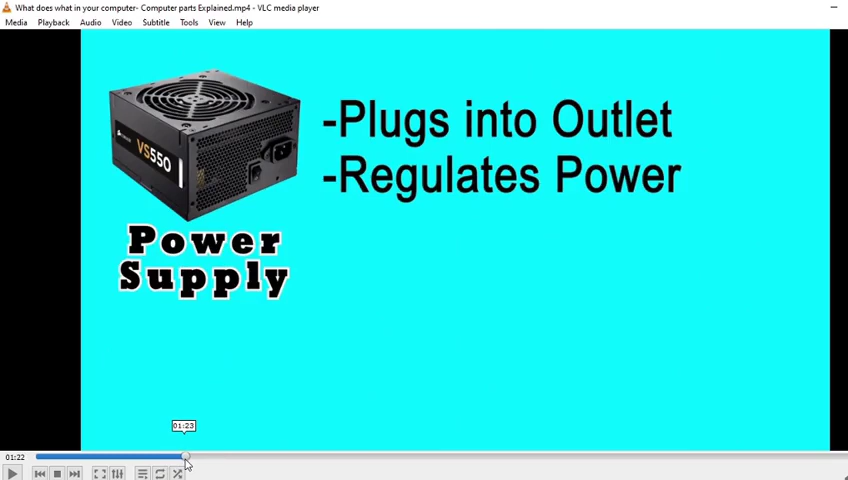 What does what in your computer- Computer parts Explained.mp4 - VLC media player
Media Playback Audio Video Subtitle Tools View Help
VS550
-Plugs into Outlet
-Regulates Power
Power
Supply
01:23
01:22